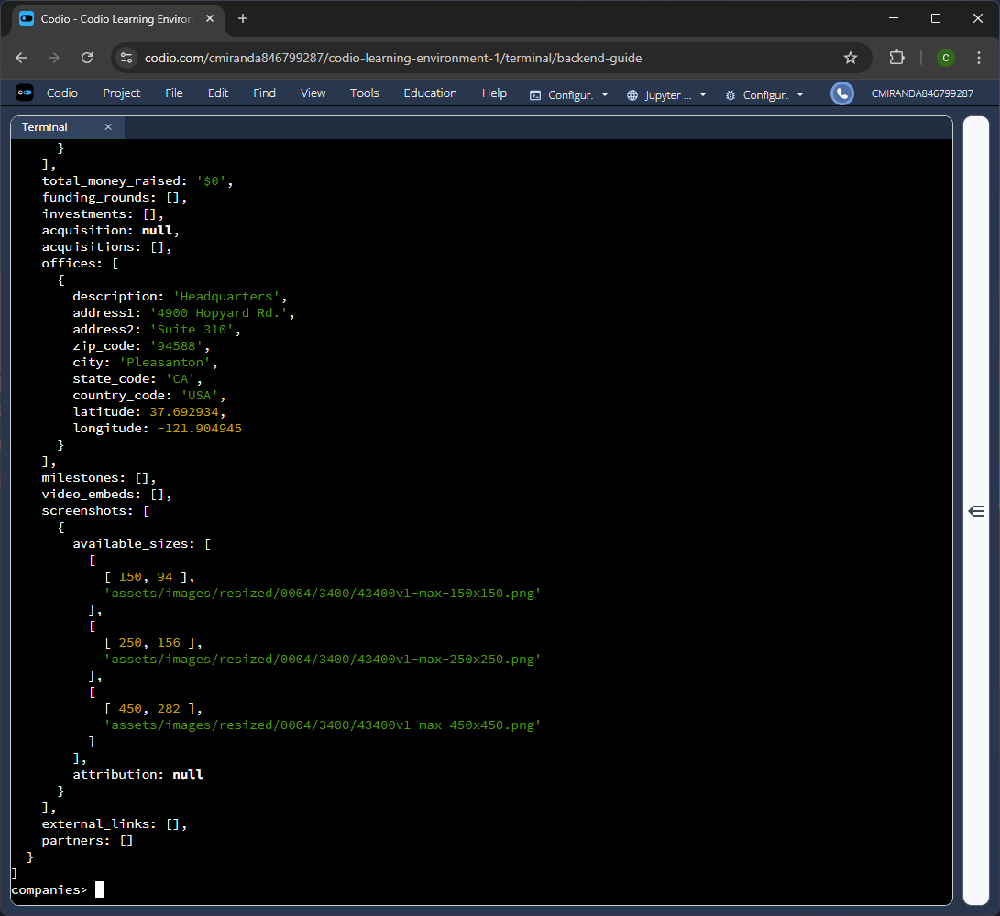 Codio - Codio Learning Environ
codio.com/cmiranda846799287/codio-learning-environment-1/terminal/backend-guide
C
Codio Project File Edit Find View Tools Education Help Configur. Jupyter ... Configur. CMIRANDA846799287
Terminal
}
],
total_money_raised: '$0',
funding_rounds: [],
investments: [],
acquisition: null,
acquisitions: [],
offices: [
{
description: 'Headquarters',
address1: '4900 Hopyard Rd.',
address2: 'Suite 310',
zip_code: '94588',
city: 'Pleasanton',
state_code: 'CA',
country_code: 'USA',
latitude: 37.692934,
longitude: -121.904945
}
],
milestones: [],
video_embeds: [],
screenshots: [
{
available_sizes: [
[
[ 150, 94 ],
'assets/images/resized/0004/3400/43400v1-max-150x150.png'
],
[
[ 250, 156 ],
'assets/images/resized/0004/3400/43400v1-max-250x250.png'
],
[
[ 450, 282 ],
'assets/images/resized/0004/3400/43400v1-max-450x450.png'
]
],
attribution: null
}
],
external_links: [],
partners: []
}
]
companies>